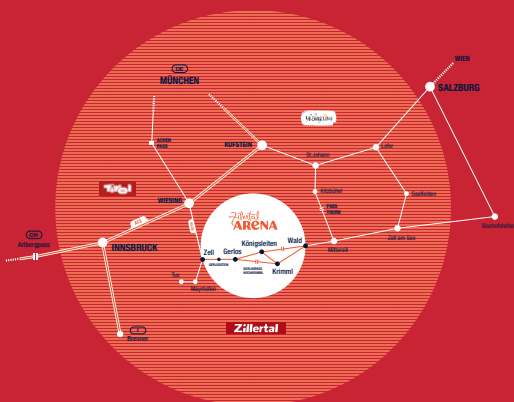 WIEN
DE
MÜNCHEN
SALZBURG
ACHEN
PASS
KUFSTEIN
Lofer
St.Johann
Tirol
WIESING
Kitzbühel
Saalfelden
PASS
THURN
Zillertal
ARENA
Bischofshofen
CH
Arlbergpass
INNSBRUCK
Zell am See
Mittersill
Königsleiten
Wald
Zell
Gerlos
Krimml
Tux
Mayrhofen
I
Brenner
Zillertal